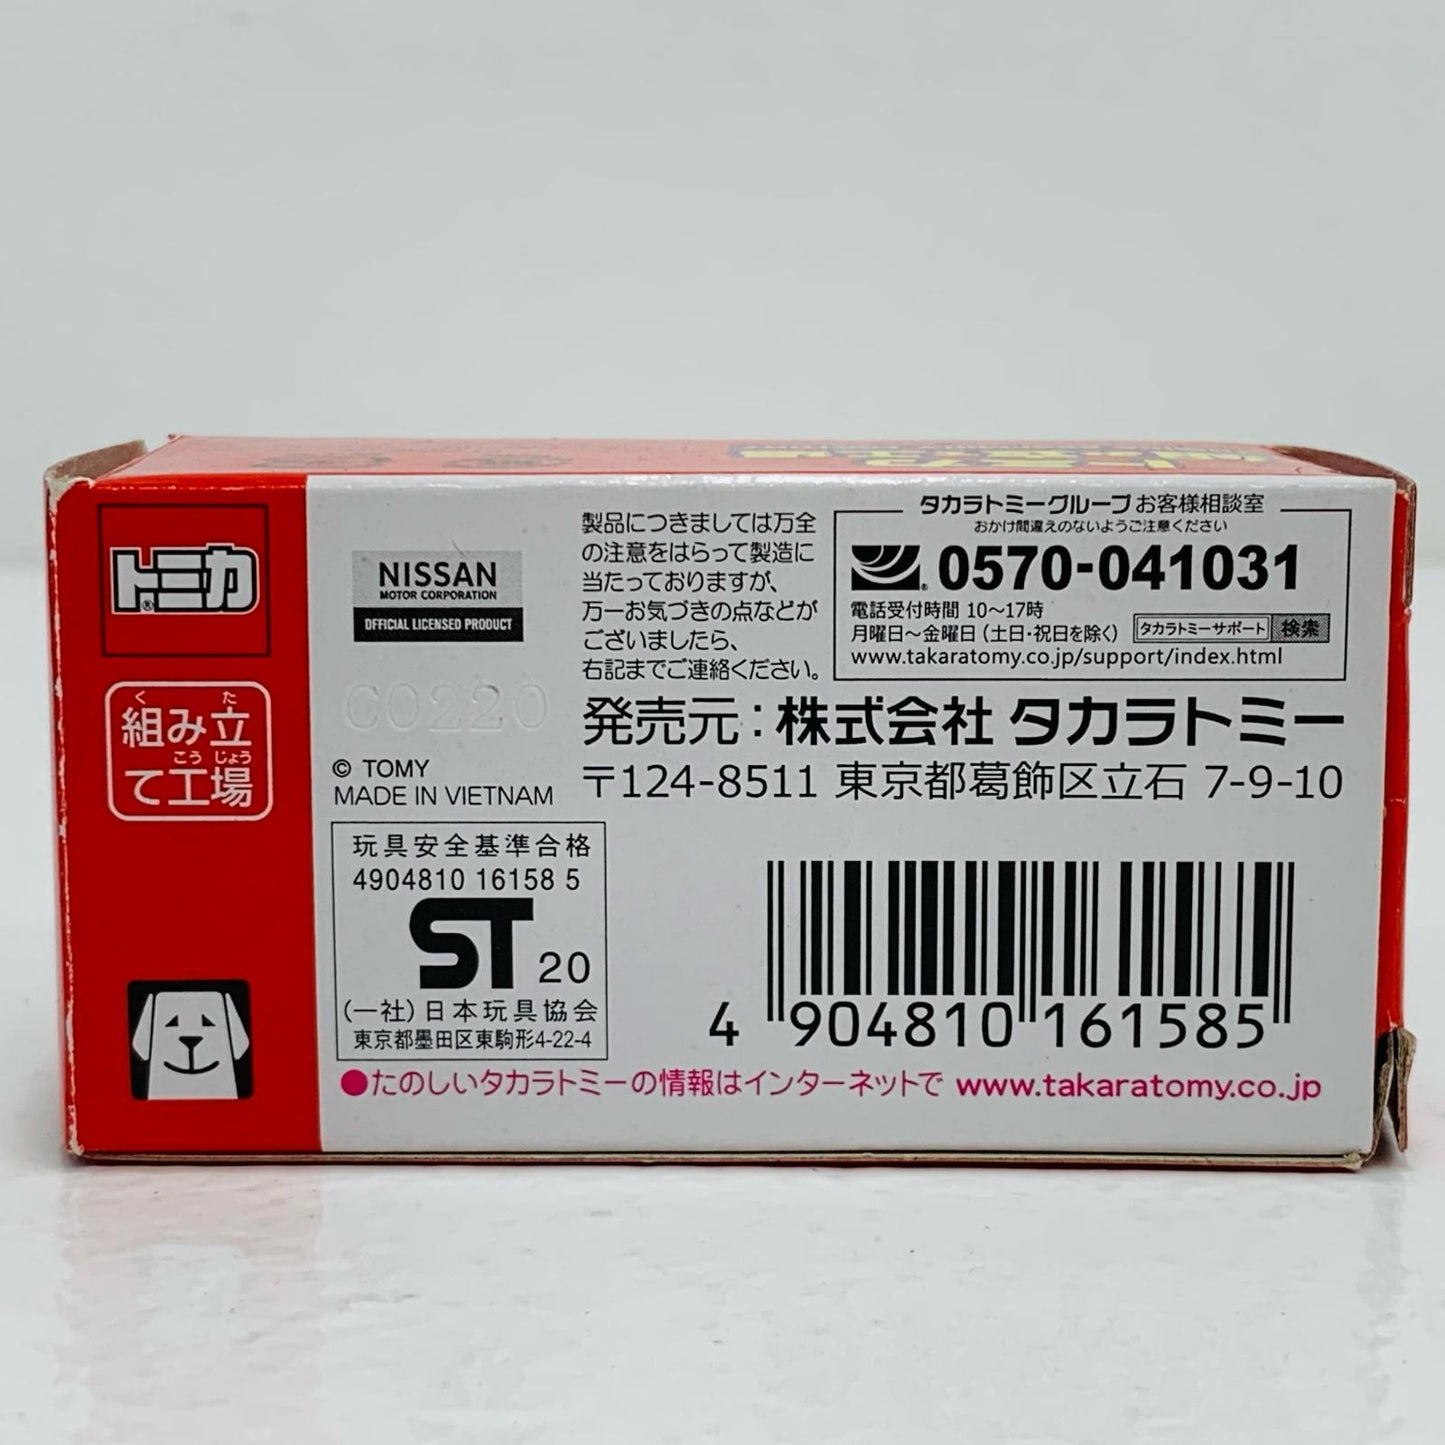 トミカ®
くみたてこうじょう
組み立
て工場
NISSAN
MOTOR CORPORATION
OFFICIAL LICENSED PRODUCT
C0220
© TOMY
MADE IN VIETNAM
玩具安全基準合格
4904810 16158 5
ST 20
(一社)日本玩具協会
東京都墨田区東駒形4-22-4
製品につきましては万全
の注意をはらって製造に
当たっておりますが、
万一お気づきの点などが
ございましたら、
右記までご連絡ください。
タカラトミーグループ お客様相談室
おかけ間違えのないようご注意ください
0570-041031
電話受付時間 10〜17時
月曜日〜金曜日(土日・祝日を除く) タカラトミーサポート 検索
www.takaratomy.co.jp/support/index.html
発売元:株式会社 タカラトミー
〒124-8511 東京都葛飾区立石 7-9-10
4 904810 161585
●たのしいタカラトミーの情報はインターネットで www.takaratomy.co.jp